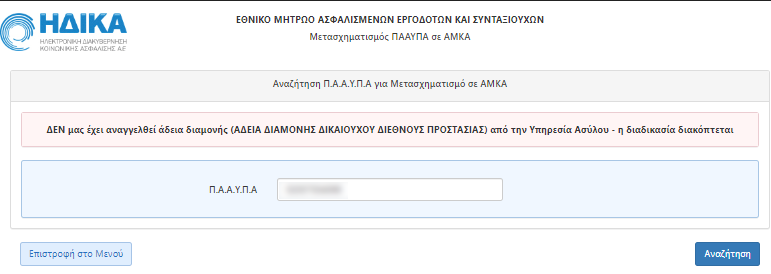 ΗΔΙΚΑ
ΗΛΕΚΤΡΟΝΙΚΗ ΔΙΑΚΥΒΕΡΝΗΣΗ
ΚΟΙΝΩΝΙΚΗΣ ΑΣΦΑΛΙΣΗΣ Α.Ε
ΕΘΝΙΚΟ ΜΗΤΡΩΟ ΑΣΦΑΛΙΣΜΕΝΩΝ ΕΡΓΟΔΟΤΩΝ ΚΑΙ ΣΥΝΤΑΞΙΟΥΧΩΝ
Μετασχηματισμός ΠΑΑΥΠΑ σε ΑΜΚΑ
Αναζήτηση Π.Α.Α.Υ.Π.Α για Μετασχηματισμό σε ΑΜΚΑ
ΔΕΝ μας έχει αναγγελθεί άδεια διαμονής (ΑΔΕΙΑ ΔΙΑΜΟΝΗΣ ΔΙΚΑΙΟΥΧΟΥ ΔΙΕΘΝΟΥΣ ΠΡΟΣΤΑΣΙΑΣ) από την Υπηρεσία Ασύλου - η διαδικασία διακόπτεται
Π.Α.Α.Υ.Π.Α
Επιστροφή στο Μενού
Αναζήτηση